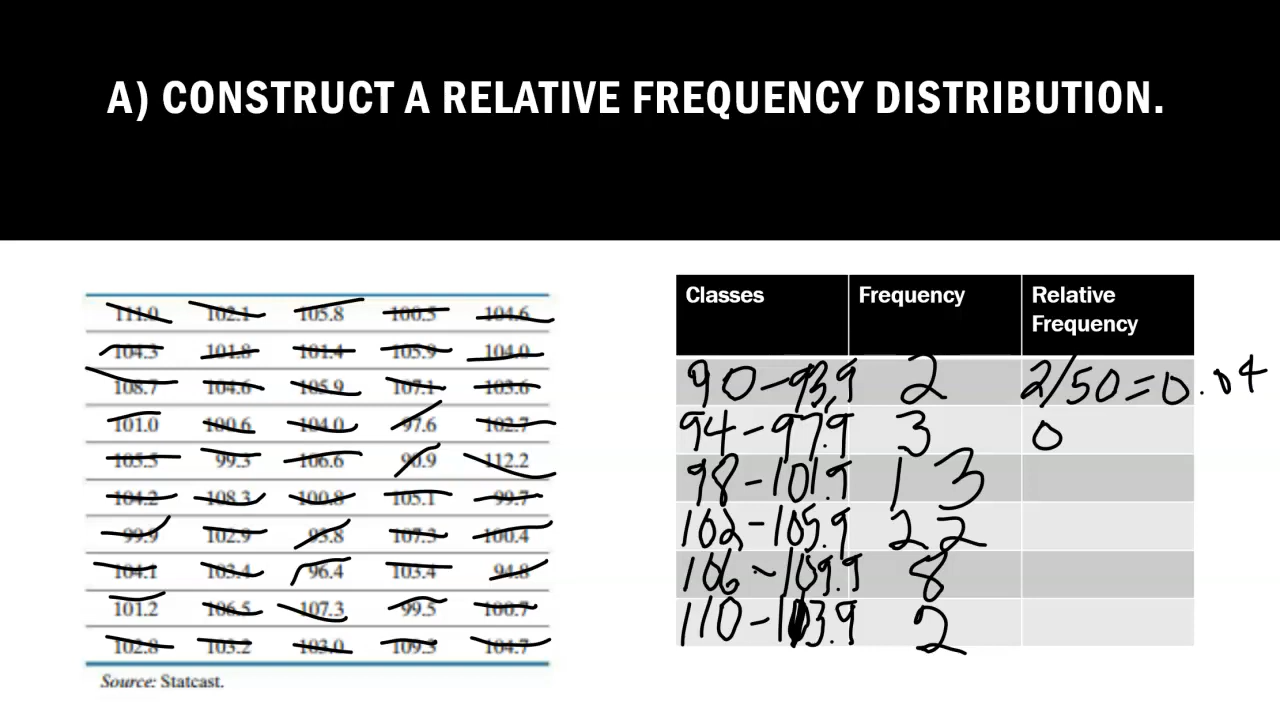 A) CONSTRUCT A RELATIVE FREQUENCY DISTRIBUTION.
111.0 102.1 105.8 100.5 104.6
104.3 101.8 101.4 105.9 104.0
108.7 104.6 105.9 107.1 103.6
101.0 100.6 104.0 97.6 102.7
105.5 99.3 106.6 90.9 112.2
104.2 108.3 100.8 105.1 99.7
99.9 102.9 93.8 107.3 100.4
104.1 103.4 96.4 103.4 94.8
101.2 106.5 107.3 99.5 100.7
102.8 103.2 103.0 109.3 104.7
Source: Statcast.
Classes Frequency Relative Frequency
90-93.9 2 2/50=0.04
94-97.9 3 0
98-101.9 13
102-105.9 22
106-109.9 8
110-103.9 2